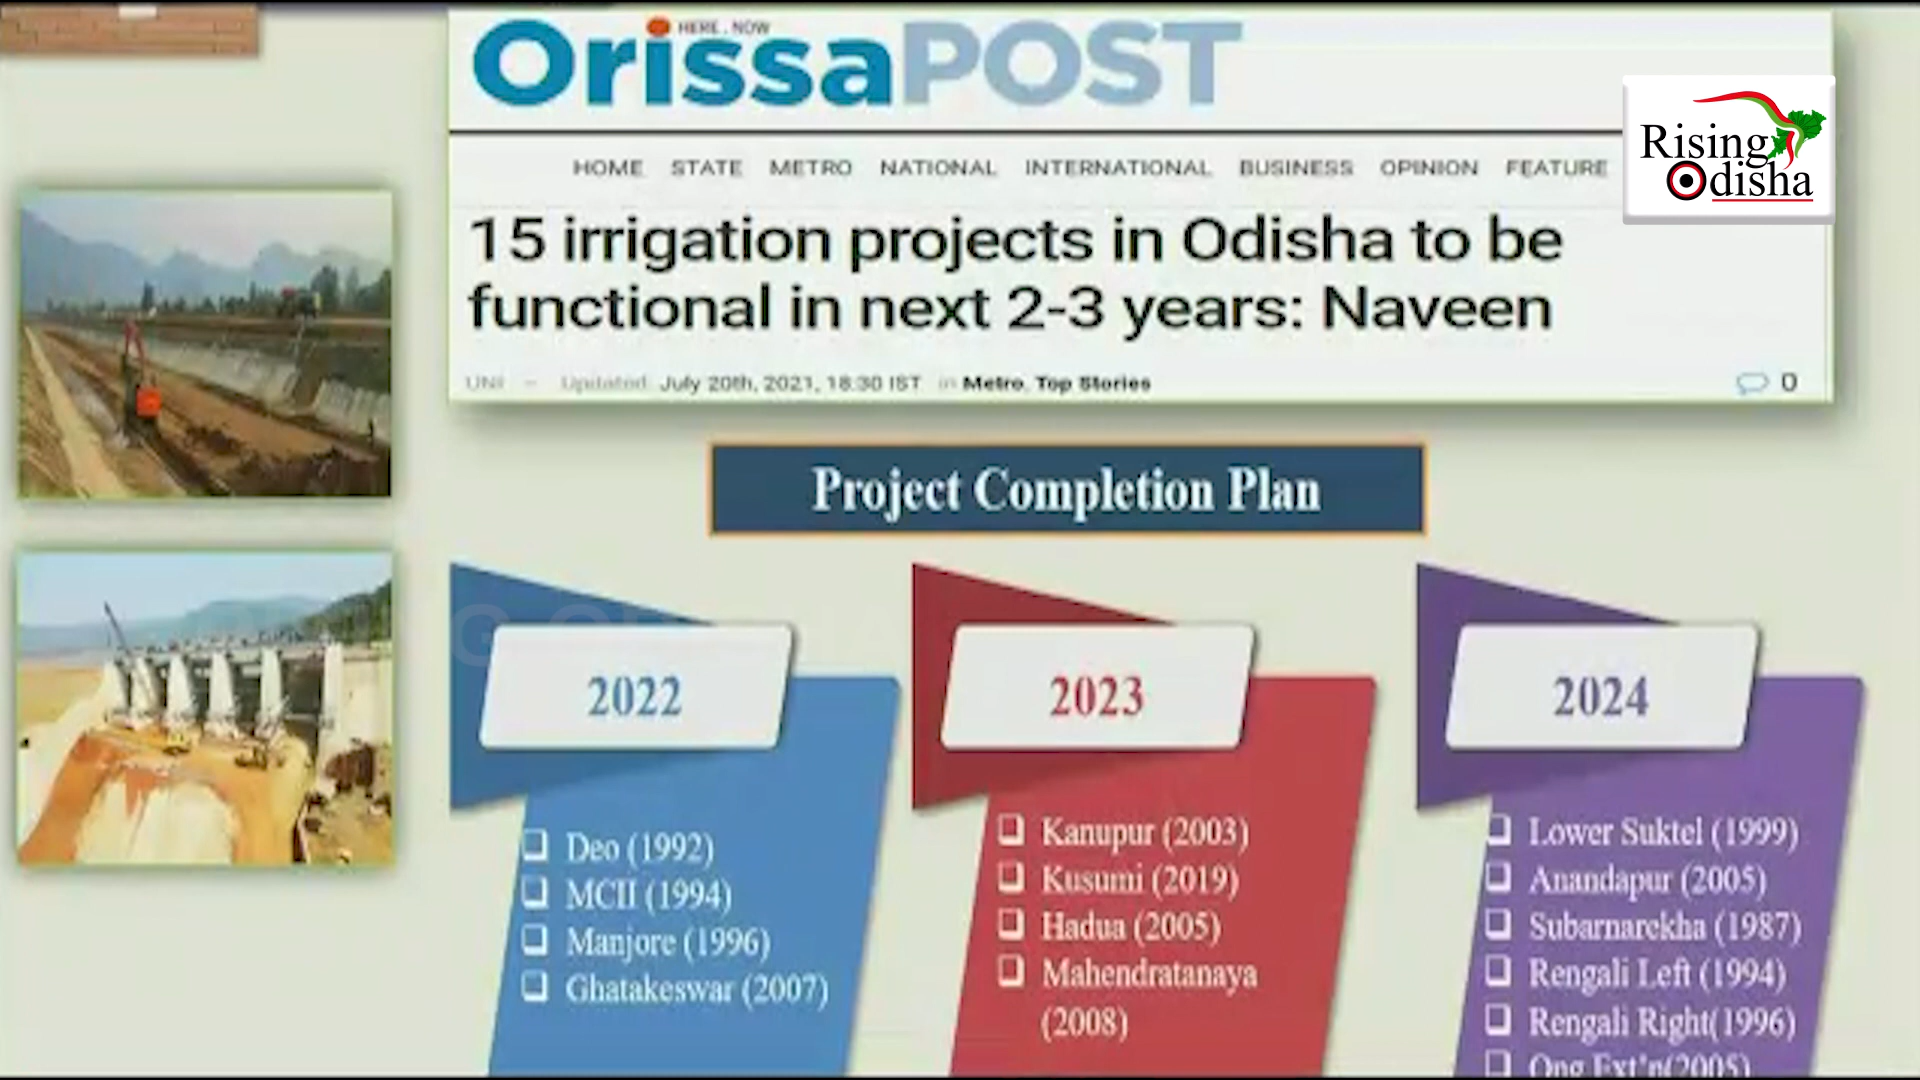 HERE . NOW
OrissaPOST
Rising
Odisha
HOME STATE METRO NATIONAL INTERNATIONAL BUSINESS OPINION FEATURE
15 irrigation projects in Odisha to be
functional in next 2-3 years: Naveen
UNI – Updated: July 20th, 2021, 18:30 IST in Metro, Top Stories
0
Project Completion Plan
2022
Deo (1992)
MCII (1994)
Manjore (1996)
Ghatakeswar (2007)
2023
Kanupur (2003)
Kusumi (2019)
Hadua (2005)
Mahendratanaya
(2008)
2024
Lower Suktel (1999)
Anandapur (2005)
Subarnarekha (1987)
Rengali Left (1994)
Rengali Right(1996)
Ong Ext'n(2005)